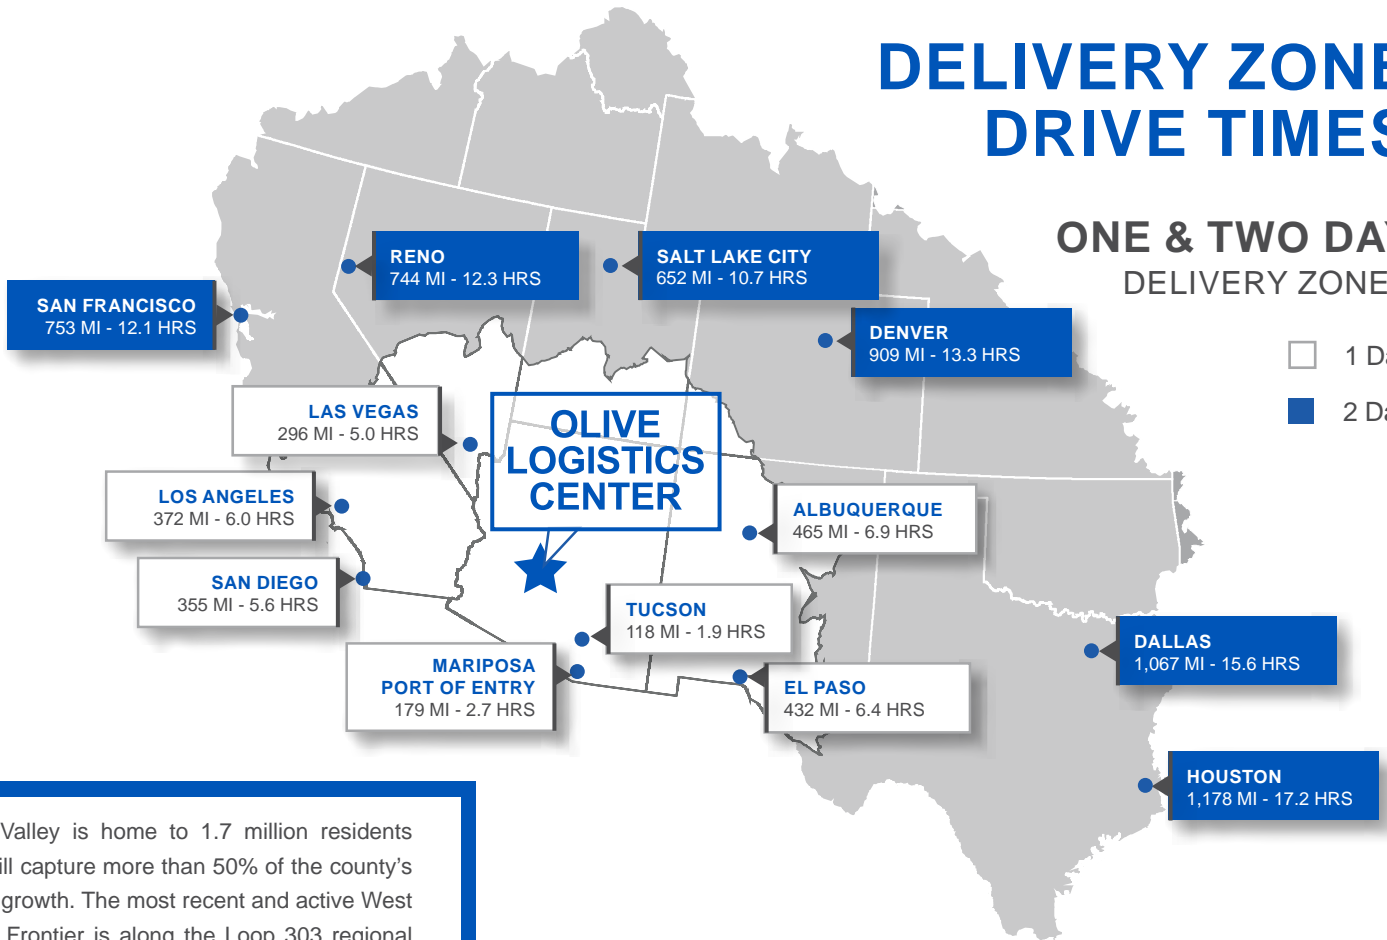 DELIVERY ZONE
DRIVE TIMES
ONE & TWO DAY
DELIVERY ZONE
1 Da
2 Da
RENO
744 MI - 12.3 HRS
SALT LAKE CITY
652 MI - 10.7 HRS
SAN FRANCISCO
753 MI - 12.1 HRS
DENVER
909 MI - 13.3 HRS
LAS VEGAS
296 MI - 5.0 HRS
OLIVE
LOGISTICS
CENTER
LOS ANGELES
372 MI - 6.0 HRS
ALBUQUERQUE
465 MI - 6.9 HRS
SAN DIEGO
355 MI - 5.6 HRS
TUCSON
118 MI - 1.9 HRS
MARIPOSA
PORT OF ENTRY
179 MI - 2.7 HRS
EL PASO
432 MI - 6.4 HRS
DALLAS
1,067 MI - 15.6 HRS
HOUSTON
1,178 MI - 17.2 HRS
Valley is home to 1.7 million residents
ill capture more than 50% of the county's
growth. The most recent and active West
Frontier is along the Loop 303 regional